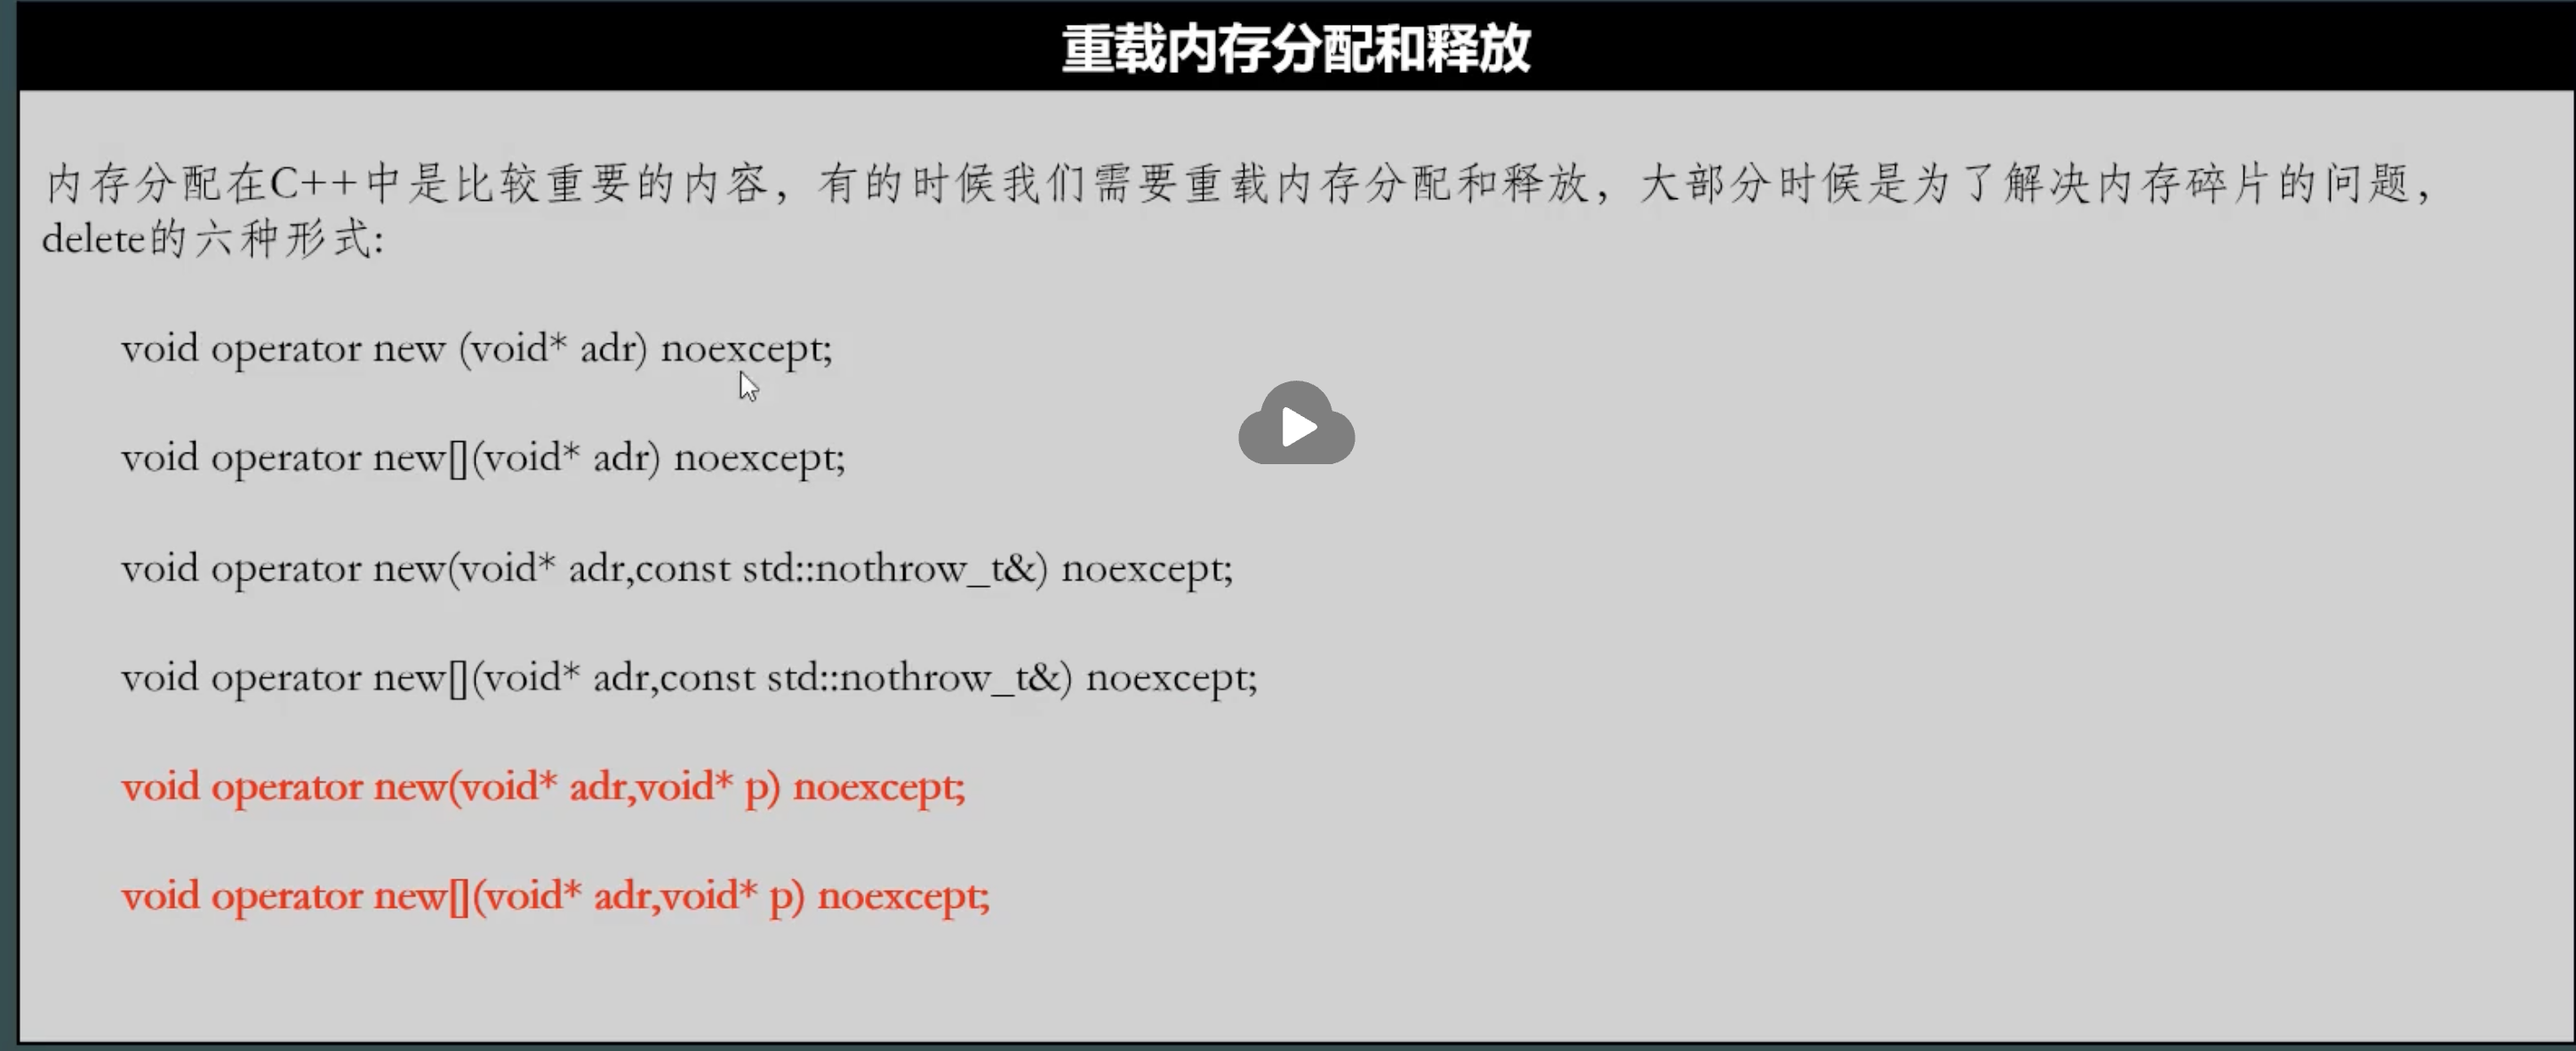 重载内存分配和释放
内存分配在C++中是比较重要的内容，有的时候我们需要重载内存分配和释放，大部分时候是为了解决内存碎片的问题，
delete的六种形式:
void operator new (void* adr) noexcept;
void operator new[](void* adr) noexcept;
void operator new(void* adr,const std::nothrow_t&) noexcept;
void operator new[](void* adr,const std::nothrow_t&) noexcept;
void operator new(void* adr,void* p) noexcept;
void operator new[](void* adr,void* p) noexcept;